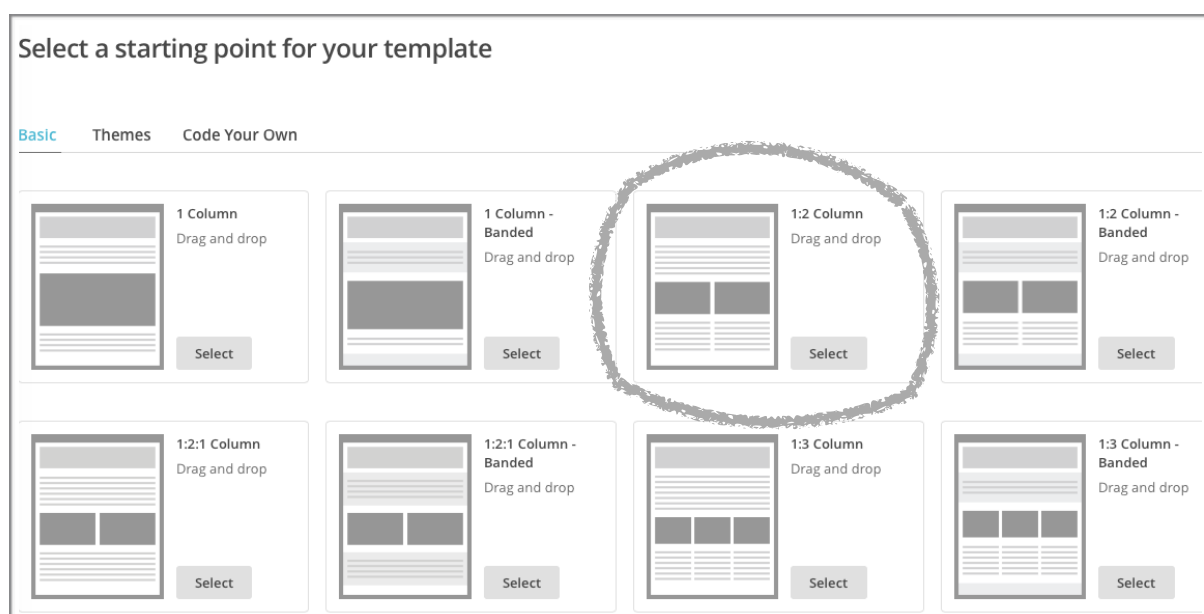 Select a starting point for your template
Basic Themes Code Your Own
1 Column
Drag and drop
Select
1 Column -
Banded
Drag and drop
Select
1:2 Column
Drag and drop
Select
1:2 Column -
Banded
Drag and drop
Select
1:2:1 Column
Drag and drop
Select
1:2:1 Column -
Banded
Drag and drop
Select
1:3 Column
Drag and drop
Select
1:3 Column -
Banded
Drag and drop
Select